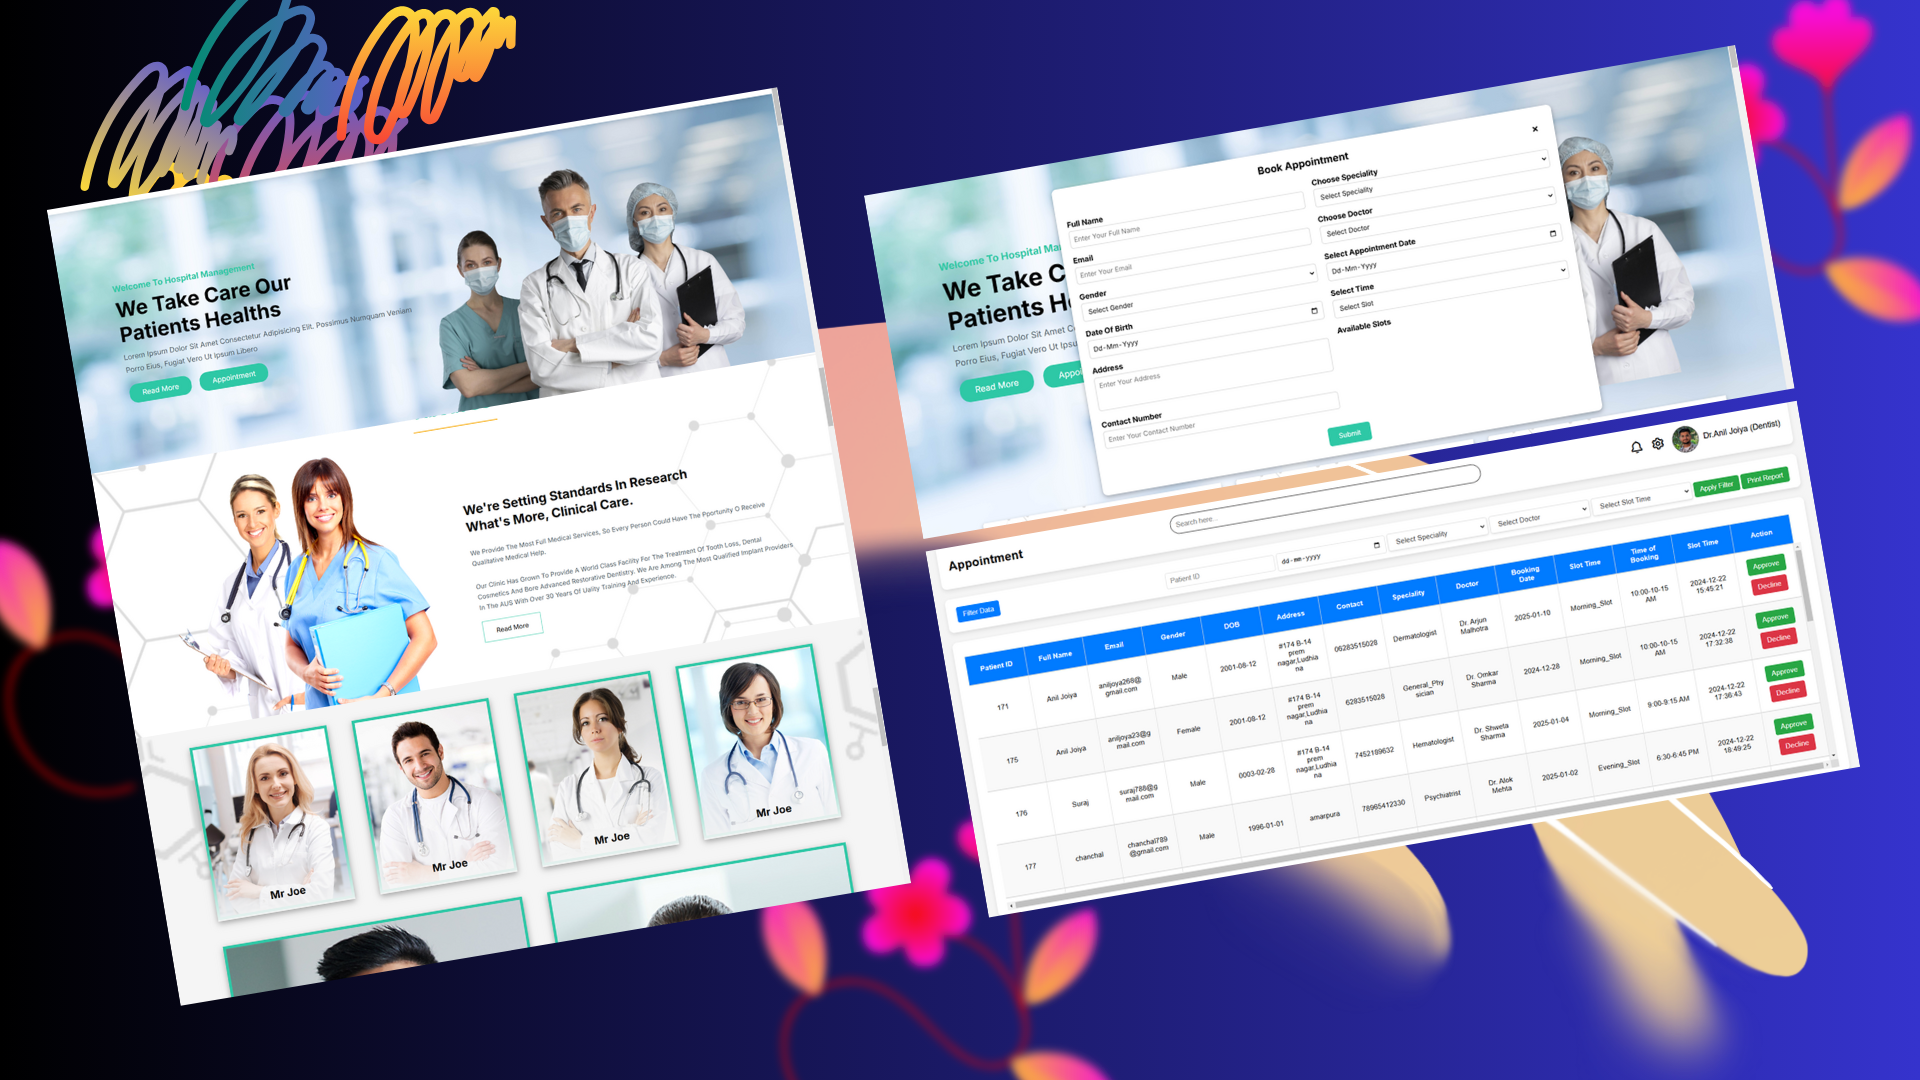 Welcome To Hospital Management
We Take Care Our
Patients Healths
Lorem Ipsum Dolor Sit Amet Consectetur Adipisicing Elit. Possimus Numquam Veniam
Porro Eius, Fugiat Vero Ut Ipsum Libero
Read More
Appointment
We're Setting Standards In Research
What's More, Clinical Care.
We Provide The Most Full Medical Services, So Every Person Could Have The Pportunity O Receive
Qualitative Medical Help.
Our Clinic Has Grown To Provide A World Class Facility For The Treatment Of Tooth Loss, Dental
Cosmetics And Bore Advanced Restorative Dentistry. We Are Among The Most Qualified Implant Providers
In The AUS With Over 30 Years Of Uality Training And Experience.
Read More
Mr Joe
Mr Joe
Mr Joe
Mr Joe
Welcome To Hospital Ma
We Take C
Patients H
Lorem Ipsum Dolor Sit Amet C
Porro Eius, Fugiat Vero Ut Ipsu
Read More
Appoi
Book Appointment
Full Name
Enter Your Full Name
Email
Enter Your Email
Gender
Select Gender
Date Of Birth
Dd-Mm-Yyyy
Address
Enter Your Address
Contact Number
Enter Your Contact Number
Choose Speciality
Select Speciality
Choose Doctor
Select Doctor
Select Appointment Date
Dd-Mm-Yyyy
Select Time
Select Slot
Available Slots
Submit
Appointment
Search here...
Dr.Anil Joiya (Dentist)
Filter Data
Patient ID
dd-mm-yyyy
Select Speciality
Select Doctor
Select Slot Time
Apply Filter
Print Report
Patient ID Full Name Email Gender DOB Address Contact Speciality Doctor Booking Date Slot Time Time of Booking Slot Time Action
171 Anil Joiya aniljoya268@gmail.com Male 2001-08-12 #174 B-14 prem nagar,Ludhiana 06283515028 Dermatologist Dr. Arjun Malhotra 2025-01-10 Morning_Slot 10:00-10-15 AM 2024-12-22 15:45:21 Approve Decline
175 Anil Joiya aniljoya23@gmail.com Female 2001-08-12 #174 B-14 prem nagar,Ludhiana 6283515028 General_Physician Dr. Omkar Sharma 2024-12-28 Morning_Slot 10:00-10-15 AM 2024-12-22 17:32:38 Approve Decline
176 Suraj suraj788@gmail.com Male 0003-02-28 #174 B-14 prem nagar,Ludhiana 7452189632 Hematologist Dr. Shweta Sharma 2025-01-04 Morning_Slot 9:00-9:15 AM 2024-12-22 17:36:43 Approve Decline
177 chanchal chanchal789@gmail.com Male 1996-01-01 amarpura 78965412330 Psychiatrist Dr. Alok Mehta 2025-01-02 Evening_Slot 6:30-6:45 PM 2024-12-22 18:49:25 Approve Decline